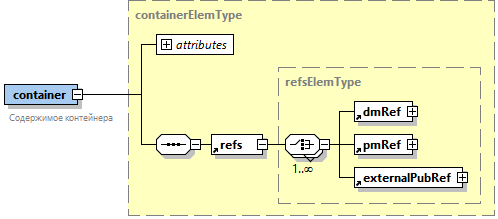 containerElemType
attributes
container
Содержимое контейнера
refsElemType
refs
1..∞
dmRef
pmRef
externalPubRef